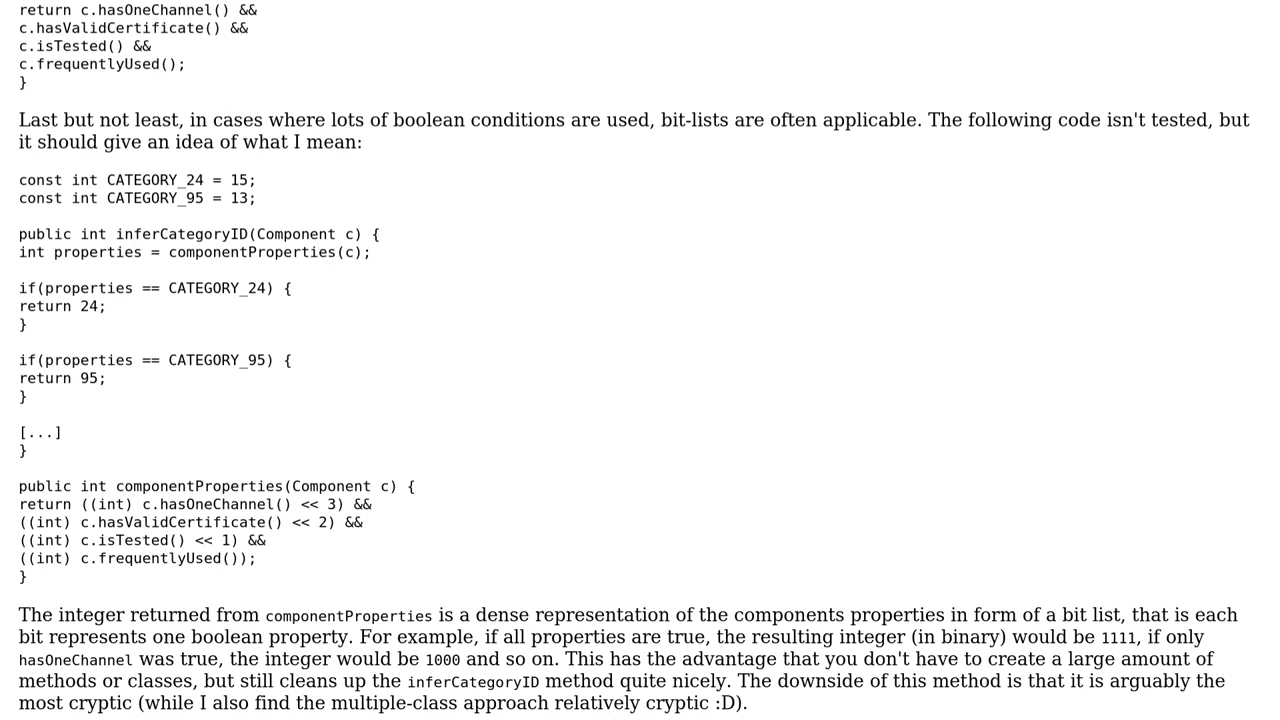 return c.hasOneChannel() &&
c.hasValidCertificate() &&
c.isTested() &&
c.frequentlyUsed();
}
Last but not least, in cases where lots of boolean conditions are used, bit-lists are often applicable. The following code isn't tested, but
it should give an idea of what I mean:
const int CATEGORY_24 = 15;
const int CATEGORY_95 = 13;
public int inferCategoryID(Component c) {
int properties = componentProperties(c);
if(properties == CATEGORY_24) {
return 24;
}
if(properties == CATEGORY_95) {
return 95;
}
[...]
}
public int componentProperties(Component c) {
return ((int) c.hasOneChannel() << 3) &&
((int) c.hasValidCertificate() << 2) &&
((int) c.isTested() << 1) &&
((int) c.frequentlyUsed());
}
The integer returned from componentProperties is a dense representation of the components properties in form of a bit list, that is each
bit represents one boolean property. For example, if all properties are true, the resulting integer (in binary) would be 1111, if only
hasOneChannel was true, the integer would be 1000 and so on. This has the advantage that you don't have to create a large amount of
methods or classes, but still cleans up the inferCategoryID method quite nicely. The downside of this method is that it is arguably the
most cryptic (while I also find the multiple-class approach relatively cryptic :D).